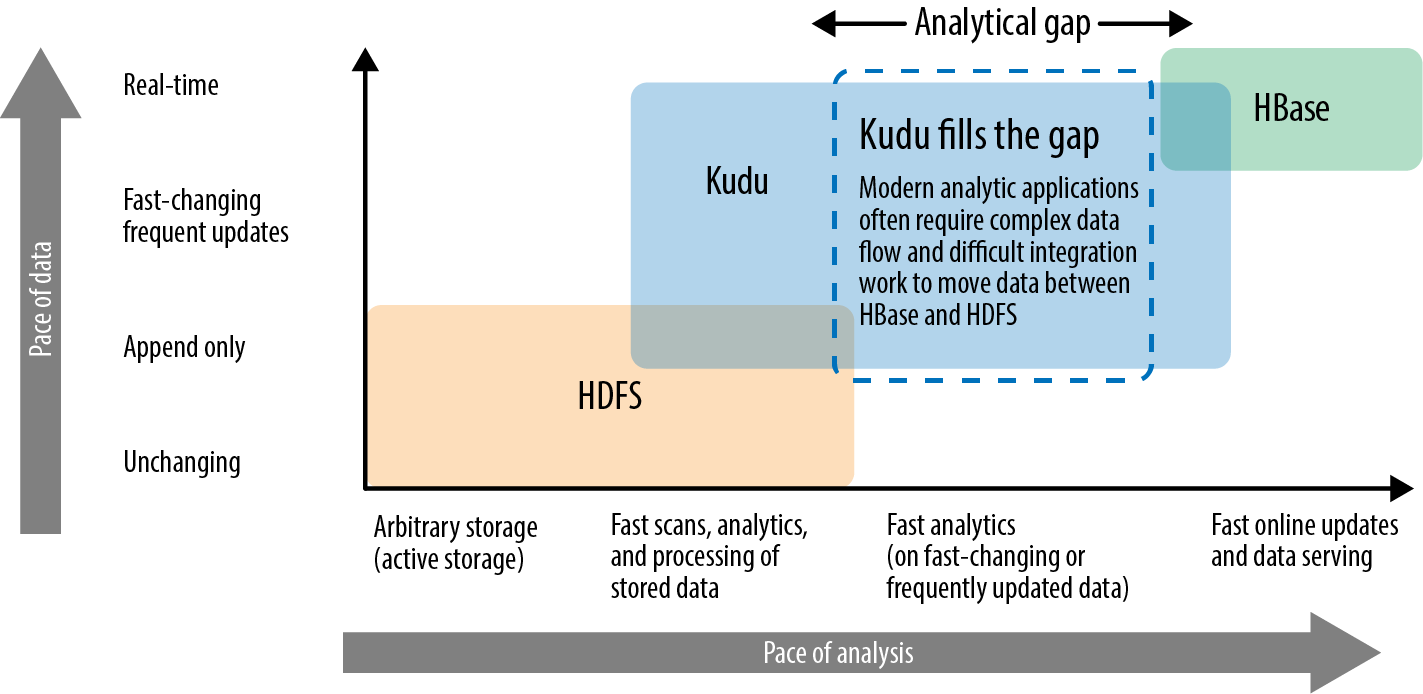 Analytical gap
Real-time
HBase
Kudu fills the gap
Kudu
Modern analytic applications
often require complex data
flow and difficult integration
work to move data between
HBase and HDFS
Fast-changing
frequent updates
Pace of data
Append only
HDFS
Unchanging
Arbitrary storage
(active storage)
Fast scans, analytics,
and processing of
stored data
Fast analytics
(on fast-changing or
frequently updated data)
Fast online updates
and data serving
Pace of analysis